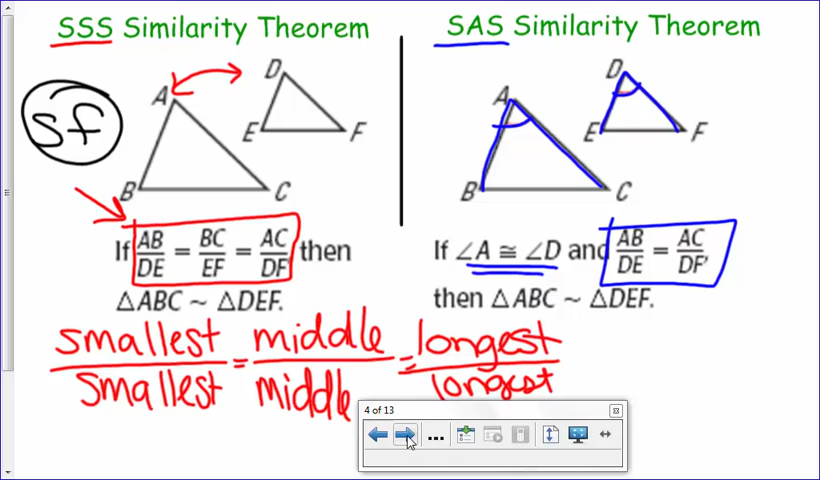 SSS Similarity Theorem
sf
A
D
E
F
B
C
If AB/DE = BC/EF = AC/DF then
△ABC ~ △DEF.
smallest/smallest = middle/middle = longest/longest
SAS Similarity Theorem
A
D
E
F
B
C
If ∠A ≅ ∠D and AB/DE = AC/DF,
then △ABC ~ △DEF.
4 of 13